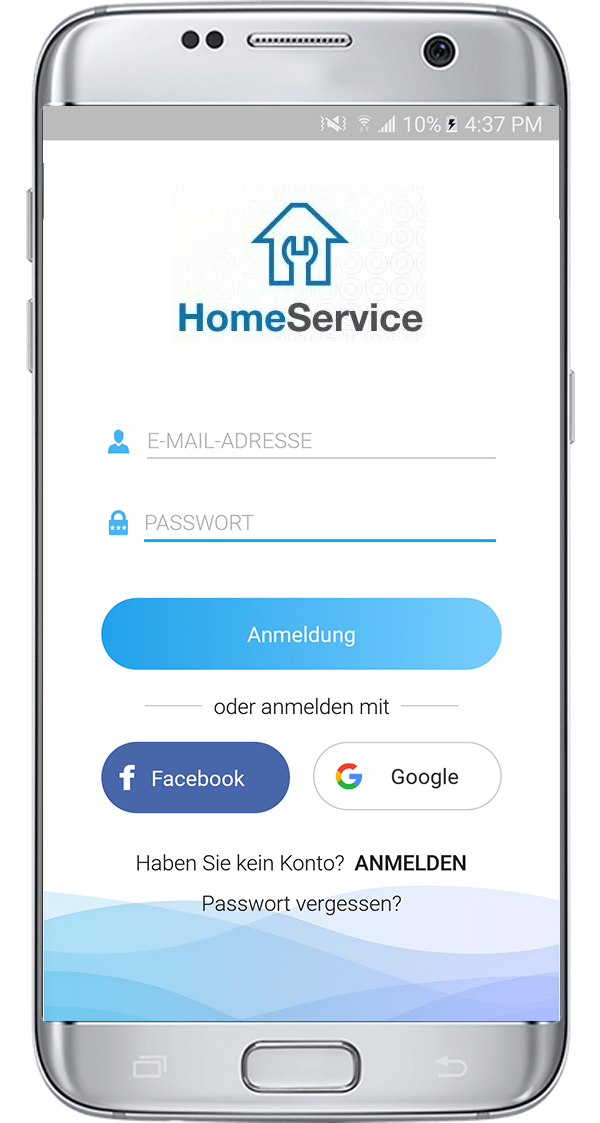 10% 4:37 PM
HomeService
E-MAIL-ADRESSE
PASSWORT
Anmeldung
oder anmelden mit
f Facebook
G Google
Haben Sie kein Konto? ANMELDEN
Passwort vergessen?